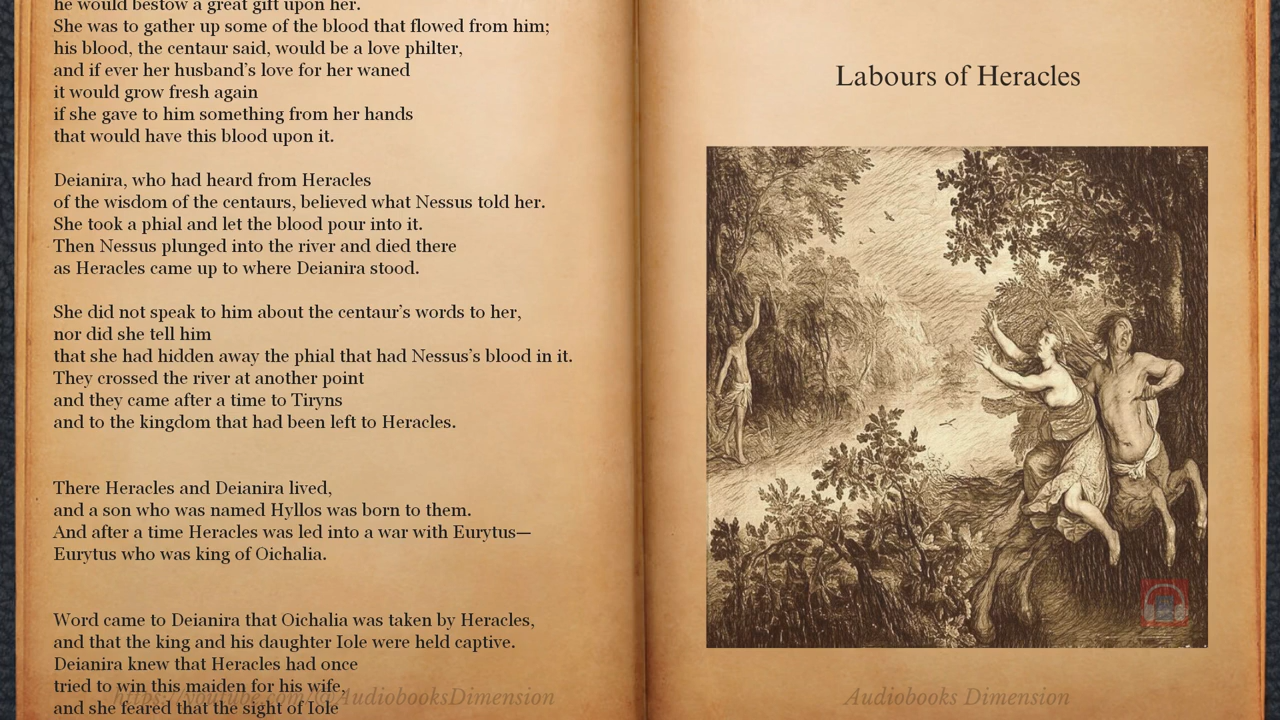 he would bestow a great gift upon her.
She was to gather up some of the blood that flowed from him;
his blood, the centaur said, would be a love philter,
and if ever her husband's love for her waned
it would grow fresh again
if she gave to him something from her hands
that would have this blood upon it.
Deianira, who had heard from Heracles
of the wisdom of the centaurs, believed what Nessus told her.
She took a phial and let the blood pour into it.
Then Nessus plunged into the river and died there
as Heracles came up to where Deianira stood.
She did not speak to him about the centaur's words to her,
nor did she tell him
that she had hidden away the phial that had Nessus's blood in it.
They crossed the river at another point
and they came after a time to Tiryns
and to the kingdom that had been left to Heracles.
There Heracles and Deianira lived,
and a son who was named Hyllos was born to them.
And after a time Heracles was led into a war with Eurytus—
Eurytus who was king of Oichalia.
Word came to Deianira that Oichalia was taken by Heracles,
and that the king and his daughter Iole were held captive.
Deianira knew that Heracles had once
tried to win this maiden for his wife,
https://youtube.com/@AudiobooksDimension
and she feared that the sight of Iole
Labours of Heracles
Audiobooks Dimension